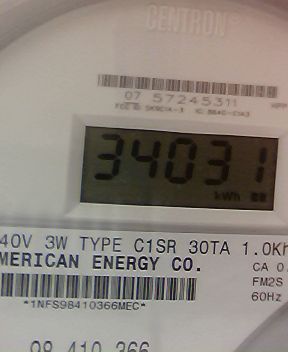 CENTRON®
07 57245311
34031
kWh
40V 3W TYPE C1SR 30TA 1.0Kh
MERICAN ENERGY CO.
CA 0
FM2S
60Hz
*1NFS98410366MEC*
98 410 366